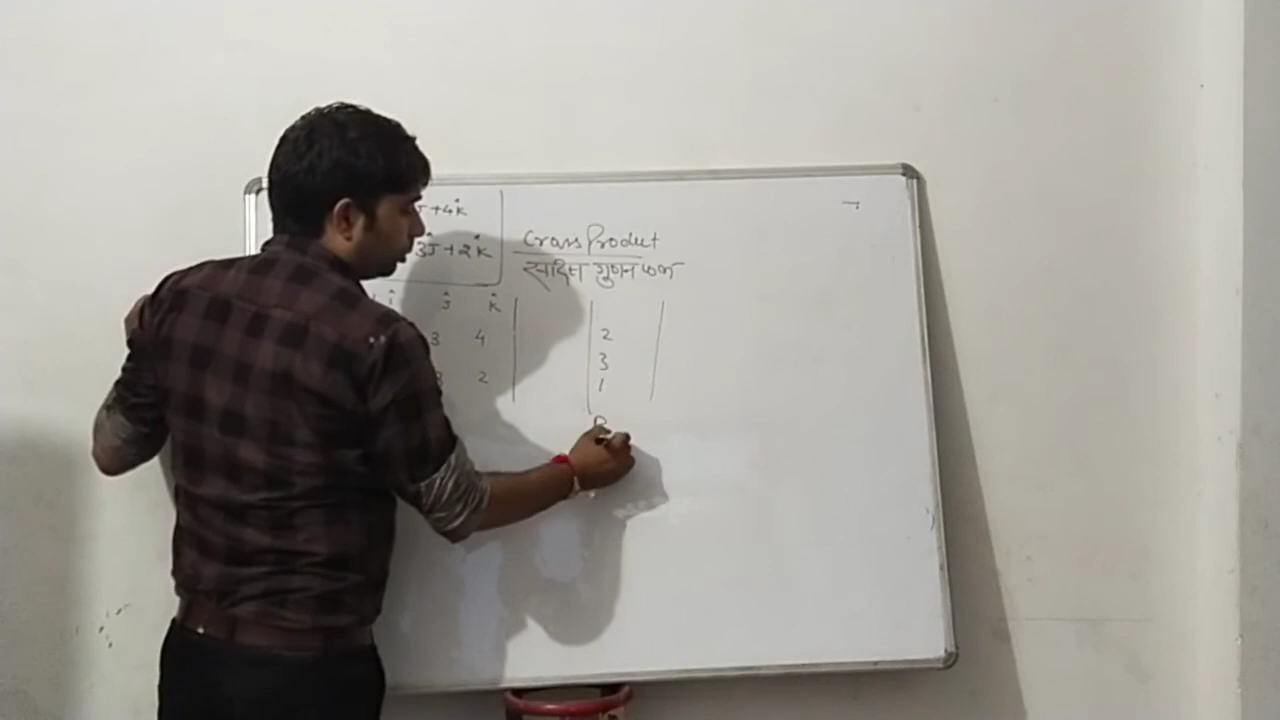 J + 4k̂
3ĵ + 2k̂
Cross Product
सदिश गुणनफल
î ĵ k̂
3 4
3 2
2
3
1